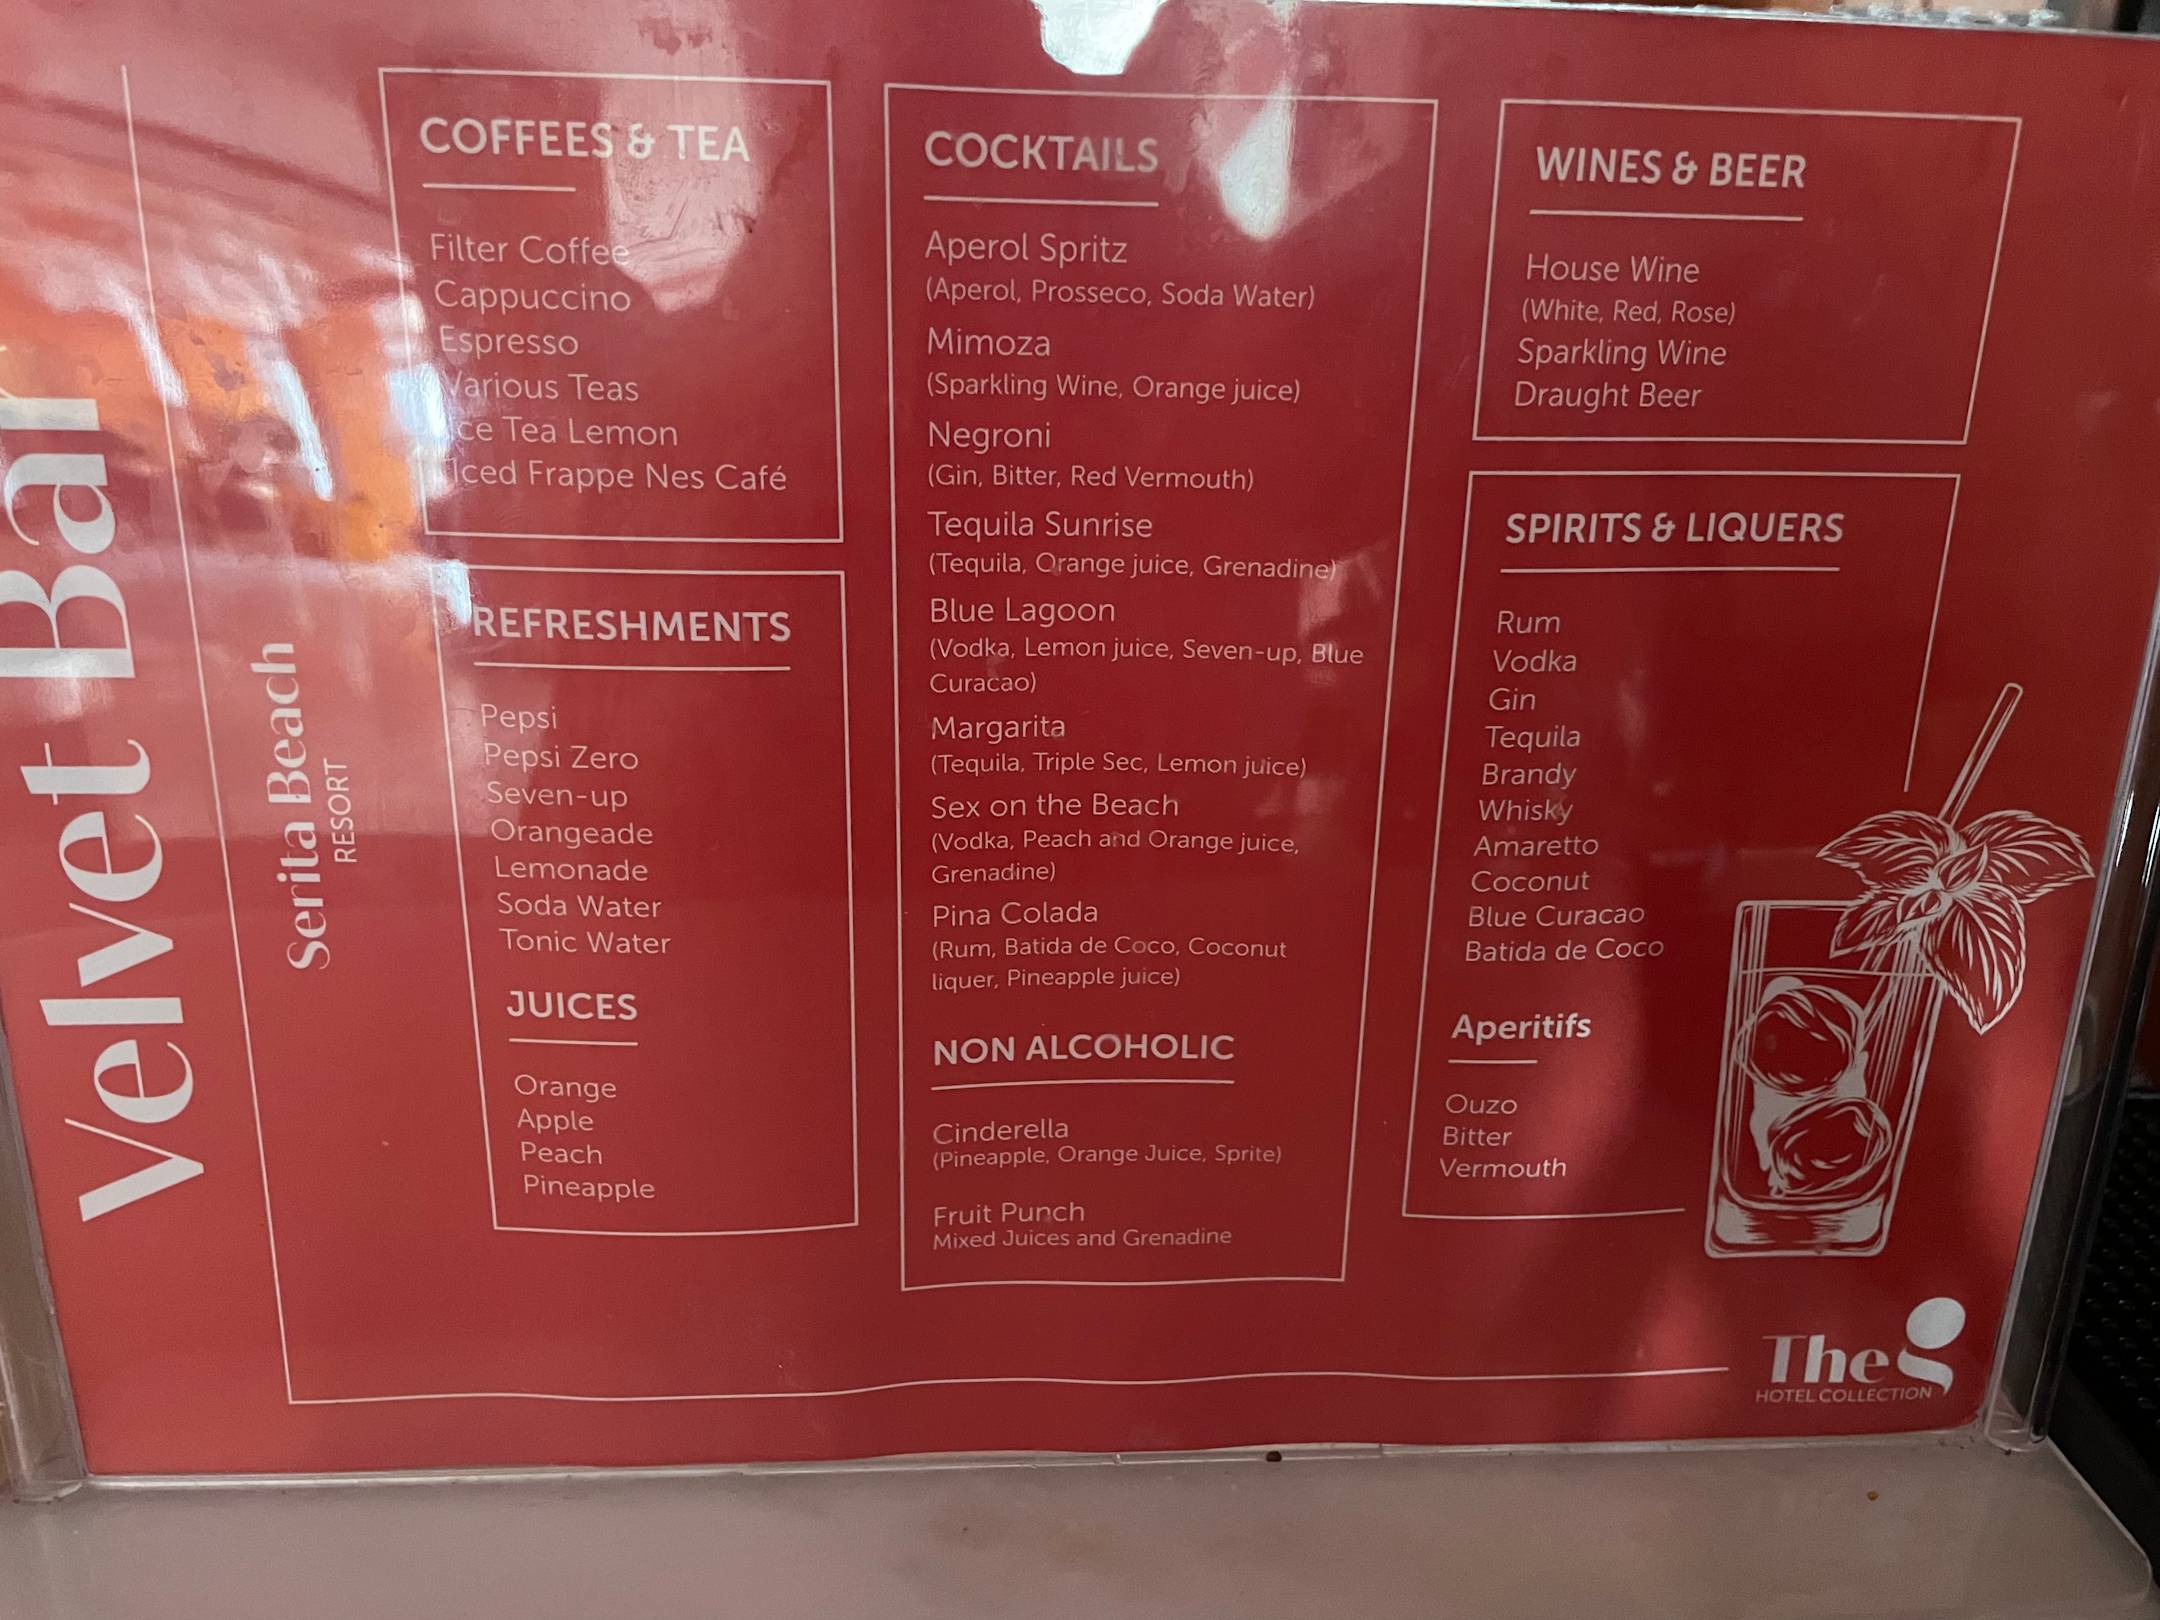 Velvet Bar
Serita Beach
RESORT
COFFEES & TEA
Filter Coffee
Cappuccino
Espresso
Various Teas
Ice Tea Lemon
Iced Frappe Nes Café
REFRESHMENTS
Pepsi
Pepsi Zero
Seven-up
Orangeade
Lemonade
Soda Water
Tonic Water
JUICES
Orange
Apple
Peach
Pineapple
COCKTAILS
Aperol Spritz
(Aperol, Prosseco, Soda Water)
Mimoza
(Sparkling Wine, Orange juice)
Negroni
(Gin, Bitter, Red Vermouth)
Tequila Sunrise
(Tequila, Orange juice, Grenadine)
Blue Lagoon
(Vodka, Lemon juice, Seven-up, Blue
Curacao)
Margarita
(Tequila, Triple Sec, Lemon juice)
Sex on the Beach
(Vodka, Peach and Orange juice,
Grenadine)
Pina Colada
(Rum, Batida de Coco, Coconut
liquer, Pineapple juice)
NON ALCOHOLIC
Cinderella
(Pineapple, Orange Juice, Sprite)
Fruit Punch
Mixed Juices and Grenadine
WINES & BEER
House Wine
(White, Red, Rose)
Sparkling Wine
Draught Beer
SPIRITS & LIQUERS
Rum
Vodka
Gin
Tequila
Brandy
Whisky
Amaretto
Coconut
Blue Curacao
Batida de Coco
Aperitifs
Ouzo
Bitter
Vermouth
The g
HOTEL COLLECTION